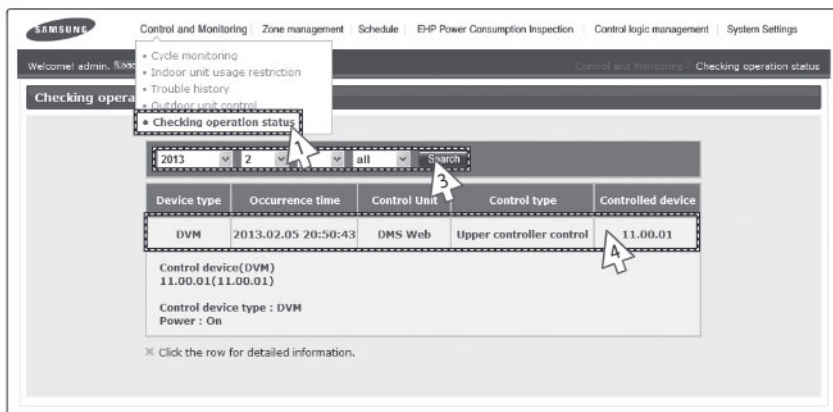 SAMSUNG
Control and Monitoring Zone management Schedule EHP Power Consumption Inspection Control logic management System Settings
• Cycle monitoring
Welcome! admin. Control and Monitoring Checking operation status
• Indoor unit usage restriction
• Trouble history
Checking opera
• Outdoor unit control
• Checking operation status
1
2013 2 all Search
3
Device type Occurrence time Control Unit Control type Controlled device
DVM 2013.02.05 20:50:43 DMS Web Upper controller control 11.00.01
4
Control device(DVM)
11.00.01(11.00.01)
Control device type : DVM
Power : On
※ Click the row for detailed information.